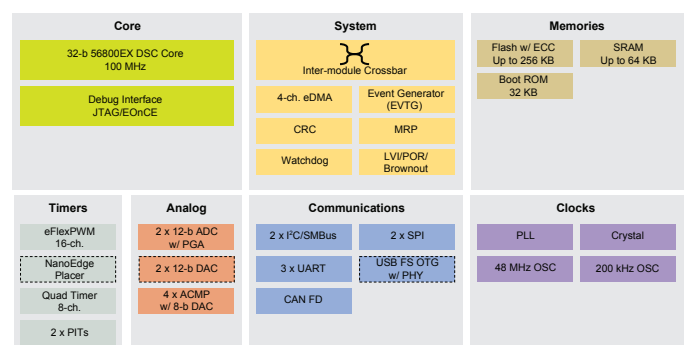 Core
32-b 56800EX DSC Core
100 MHz
Debug Interface
JTAG/EOnCE
System
Inter-module Crossbar
4-ch. eDMA
Event Generator
(EVTG)
CRC
MRP
Watchdog
LVI/POR/
Brownout
Memories
Flash w/ ECC
Up to 256 KB
SRAM
Up to 64 KB
Boot ROM
32 KB
Timers
eFlexPWM
16-ch.
NanoEdge
Placer
Quad Timer
8-ch.
2 x PITs
Analog
2 x 12-b ADC
w/ PGA
2 x 12-b DAC
4 x ACMP
w/ 8-b DAC
Communications
2 x I²C/SMBus
2 x SPI
3 x UART
USB FS OTG
w/ PHY
CAN FD
Clocks
PLL
Crystal
48 MHz OSC
200 kHz OSC